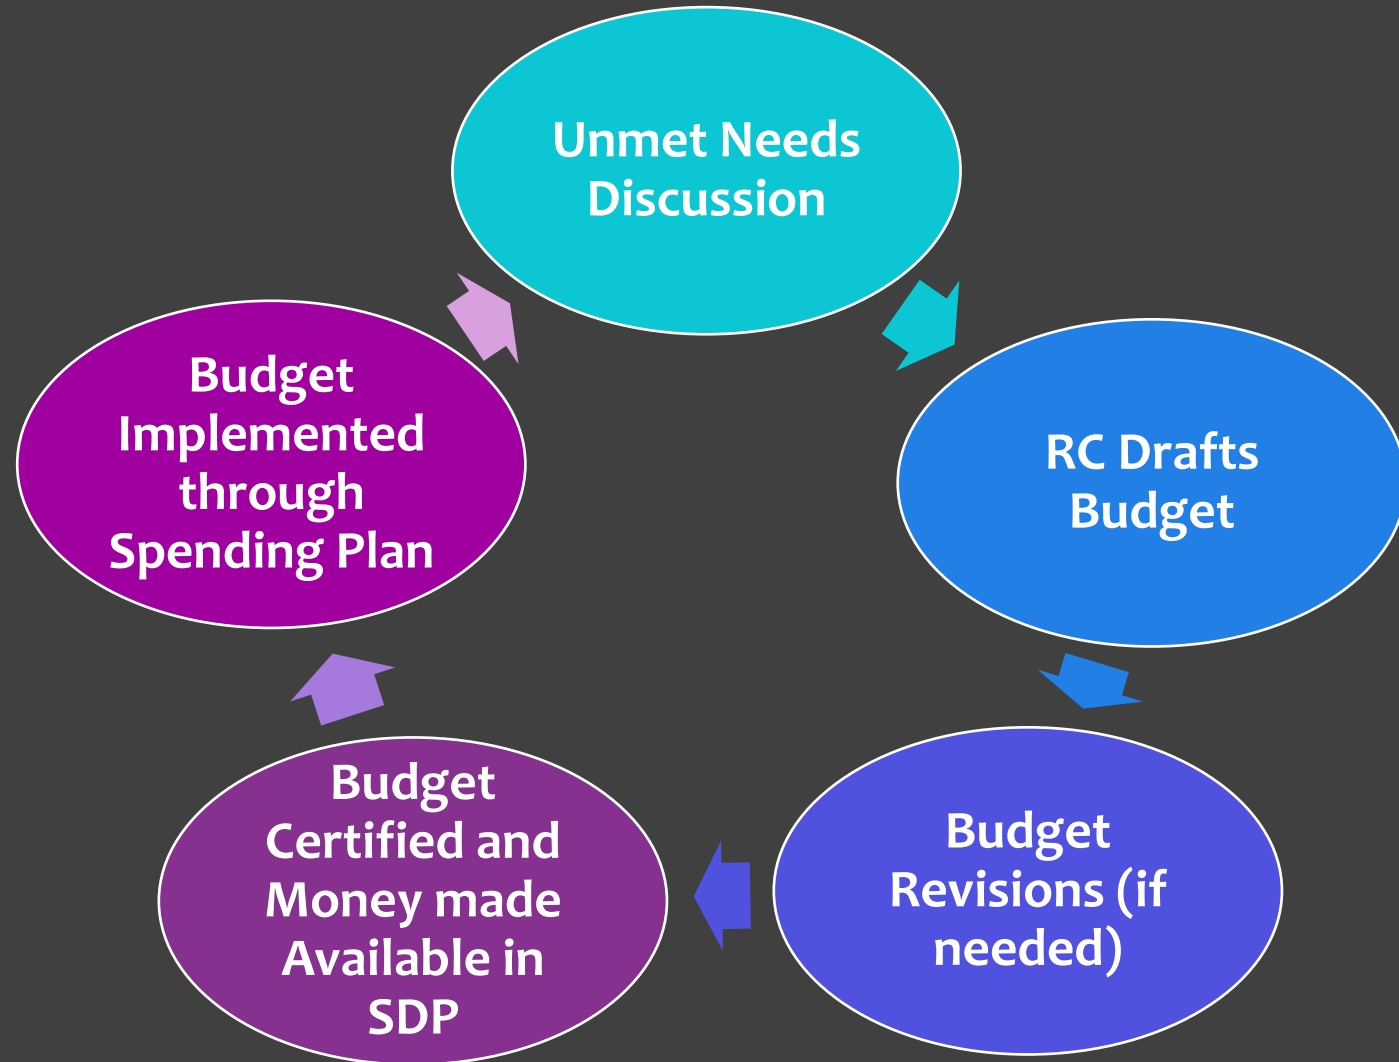 Unmet Needs
Discussion
RC Drafts
Budget
Budget
Revisions (if
needed)
Budget
Certified and
Money made
Available in
SDP
Budget
Implemented
through
Spending Plan